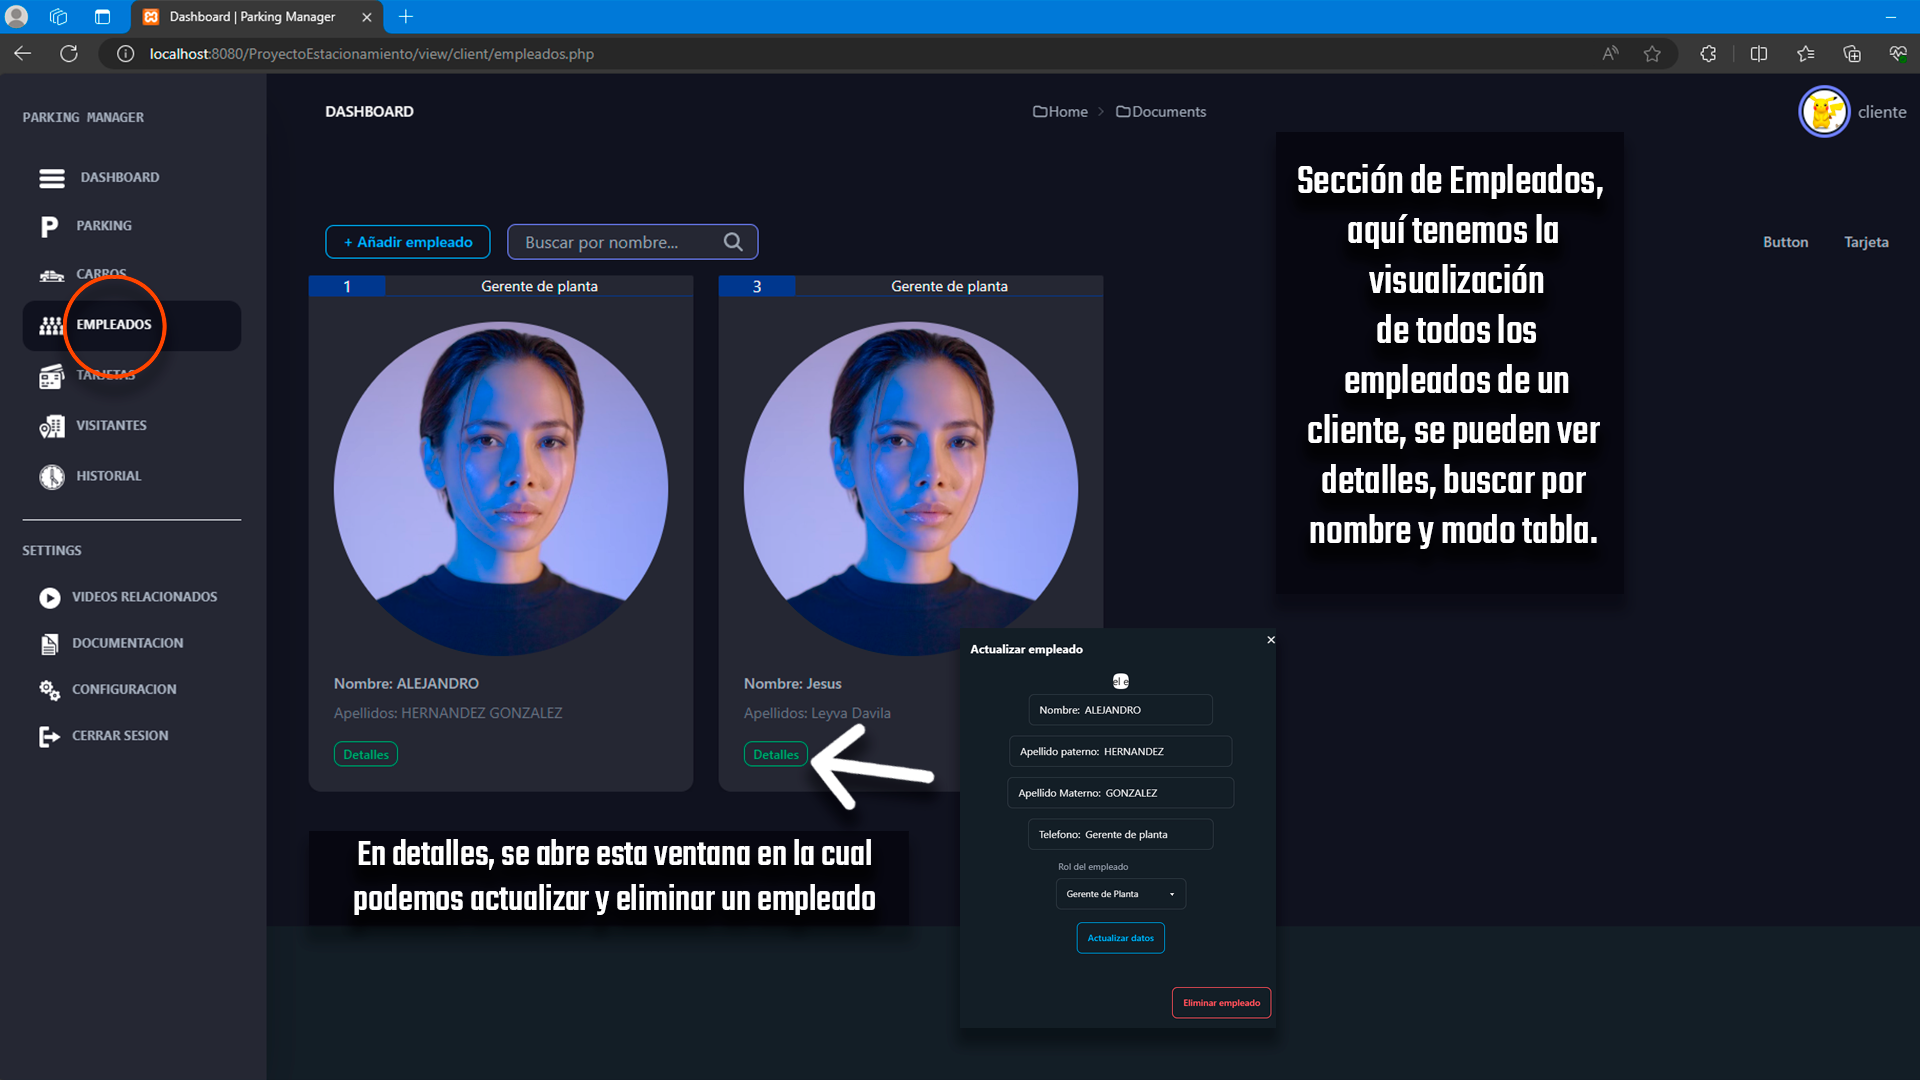 Dashboard | Parking Manager
localhost:8080/ProyectoEstacionamiento/view/client/empleados.php
PARKING MANAGER
DASHBOARD
PARKING
CARROS
EMPLEADOS
TARJETAS
VISITANTES
HISTORIAL
SETTINGS
VIDEOS RELACIONADOS
DOCUMENTACION
CONFIGURACION
CERRAR SESION
DASHBOARD
Home
Documents
cliente
+ Añadir empleado
Buscar por nombre...
Button
Tarjeta
1
Gerente de planta
Nombre: ALEJANDRO
Apellidos: HERNANDEZ GONZALEZ
Detalles
3
Gerente de planta
Nombre: Jesus
Apellidos: Leyva Davila
Detalles
Sección de Empleados,
aquí tenemos la
visualización
de todos los
empleados de un
cliente, se pueden ver
detalles, buscar por
nombre y modo tabla.
En detalles, se abre esta ventana en la cual
podemos actualizar y eliminar un empleado
Actualizar empleado
el e
Nombre: ALEJANDRO
Apellido paterno: HERNANDEZ
Apellido Materno: GONZALEZ
Telefono: Gerente de planta
Rol del empleado
Gerente de Planta
Actualizar datos
Eliminar empleado